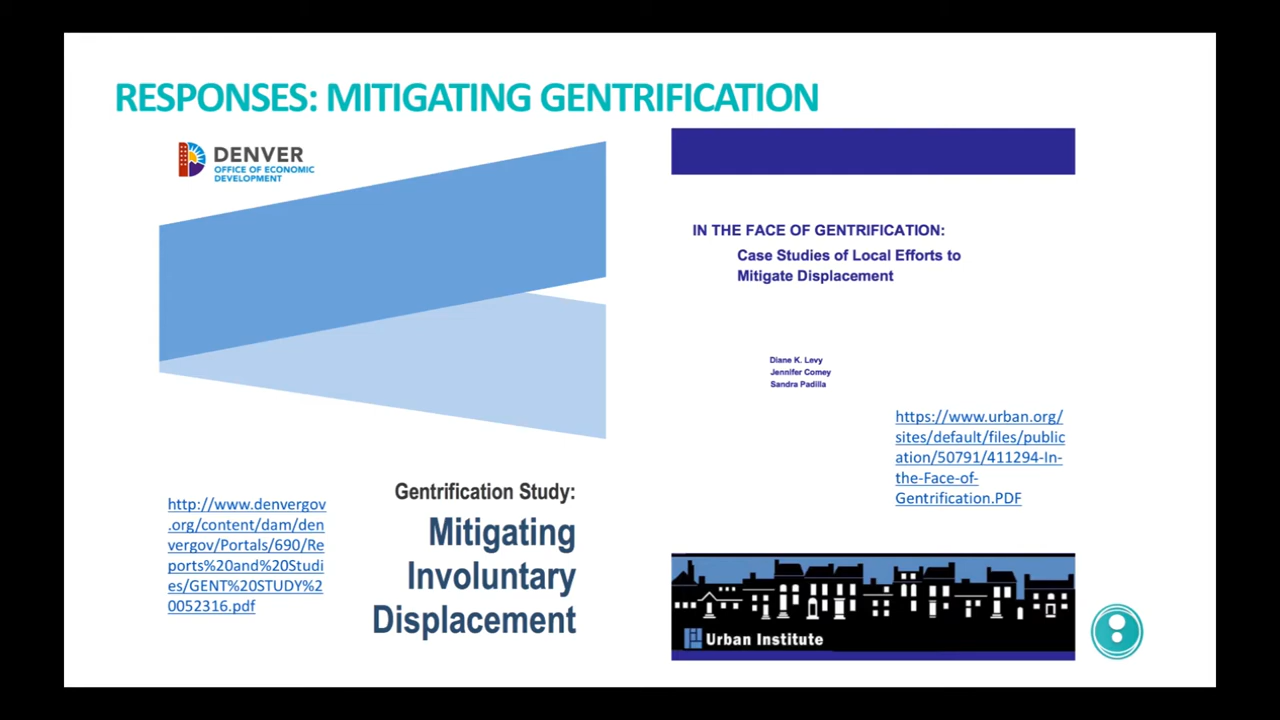 RESPONSES: MITIGATING GENTRIFICATION
DENVER
OFFICE OF ECONOMIC
DEVELOPMENT
http://www.denvergov
.org/content/dam/den
vergov/Portals/690/Re
ports%20and%20Studi
es/GENT%20STUDY%2
0052316.pdf
Gentrification Study:
Mitigating
Involuntary
Displacement
IN THE FACE OF GENTRIFICATION:
Case Studies of Local Efforts to
Mitigate Displacement
Diane K. Levy
Jennifer Comey
Sandra Padilla
https://www.urban.org/
sites/default/files/public
ation/50791/411294-In-
the-Face-of-
Gentrification.PDF
Urban Institute